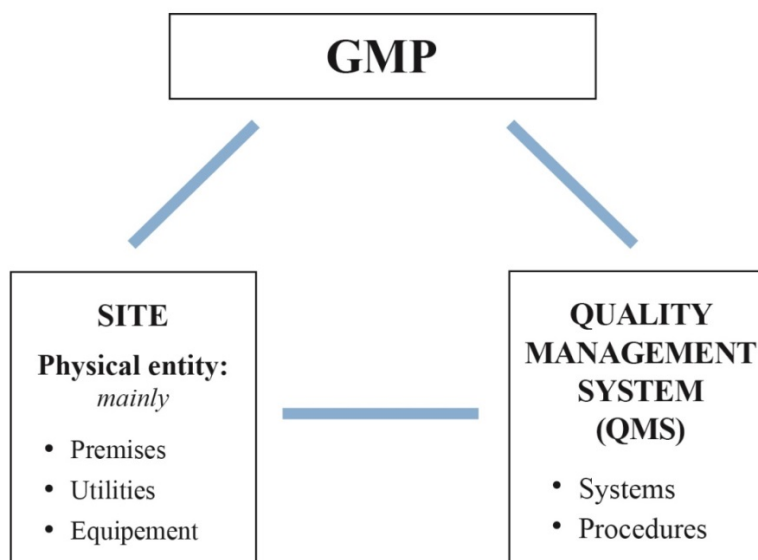 GMP
SITE
Physical entity:
mainly
• Premises
• Utilities
• Equipement
QUALITY
MANAGEMENT
SYSTEM
(QMS)
• Systems
• Procedures